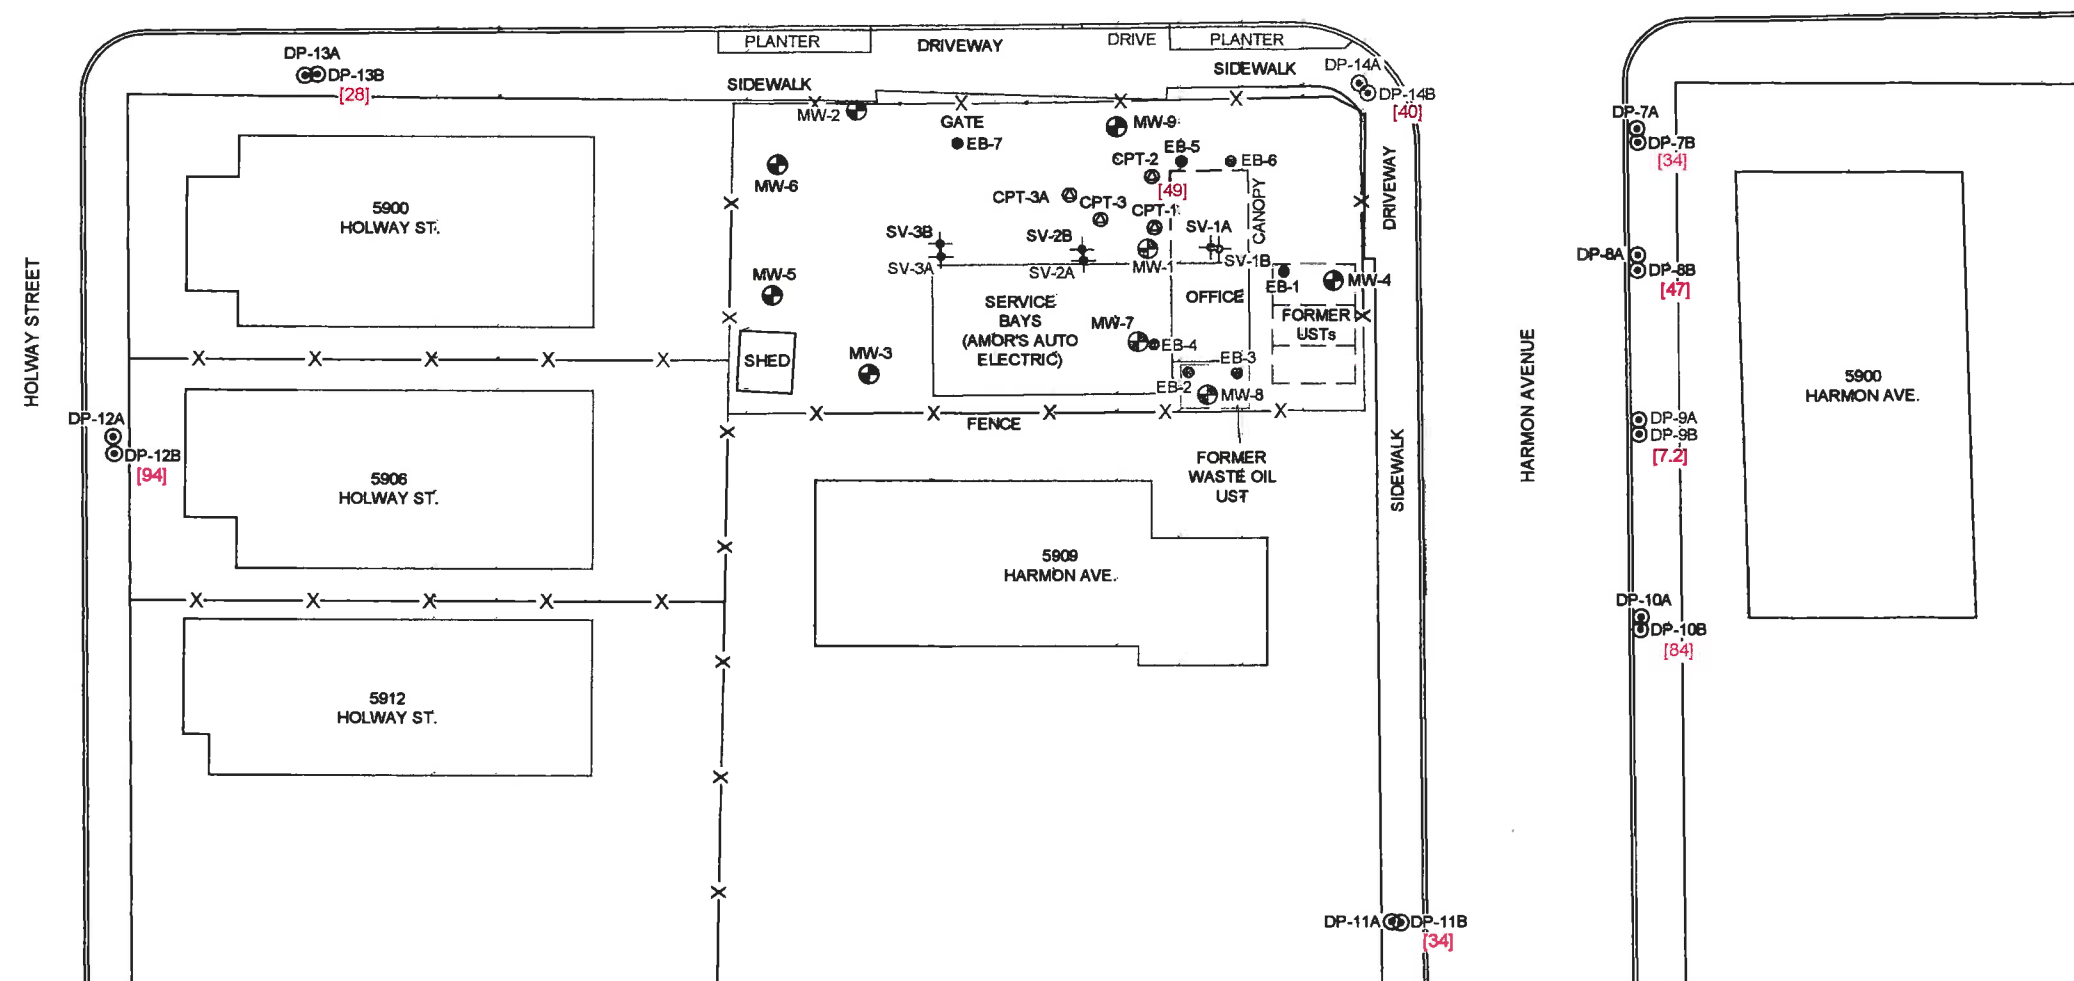 PLANTER
DRIVEWAY
DRIVE
PLANTER
DP-13A
DP-13B
[28]
SIDEWALK
SIDEWALK
DP-14A
DP-14B
[40]
MW-2
GATE
MW-9
EB-7
EB-5
EB-6
CPT-2
[49]
MW-6
CPT-3A
CPT-3
CPT-1
CANOPY
DRIVEWAY
DP-7A
DP-7B
[34]
5900
HOLWAY ST.
SV-3B
SV-3A
SV-2B
SV-2A
MW-1
SV-1A
SV-1B
DP-8A
DP-8B
[47]
HOLWAY STREET
MW-5
SERVICE
BAYS
(AMOR'S AUTO
ELECTRIC)
OFFICE
EB-1
MW-4
FORMER
USTs
SHED
MW-3
MW-7
EB-4
EB-3
EB-2
MW-8
FENCE
HARMON AVENUE
5900
HARMON AVE.
DP-12A
DP-12B
[94]
5906
HOLWAY ST.
FORMER
WASTE OIL
UST
SIDEWALK
DP-9A
DP-9B
[7.2]
5909
HARMON AVE.
DP-10A
DP-10B
[84]
5912
HOLWAY ST.
DP-11A
DP-11B
[34]